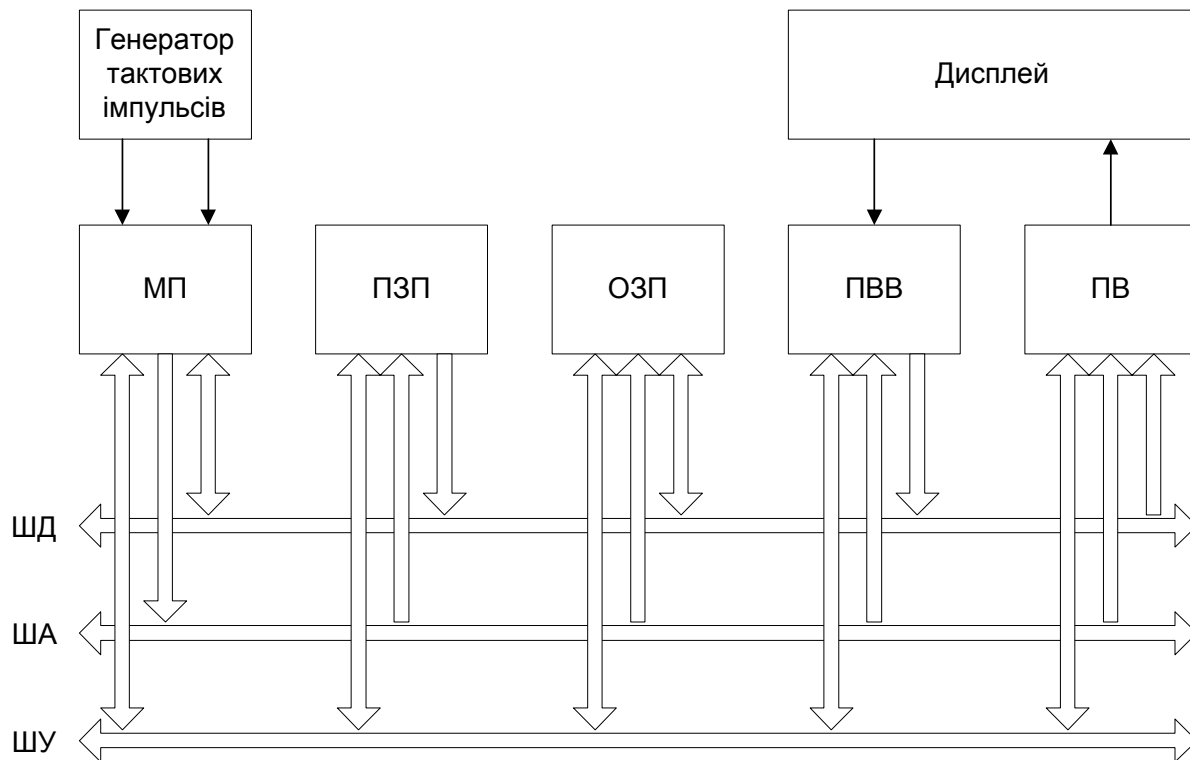 Генератор
тактових
імпульсів
Дисплей
МП
ПЗП
ОЗП
ПВВ
ПВ
ШД
ША
ШУ